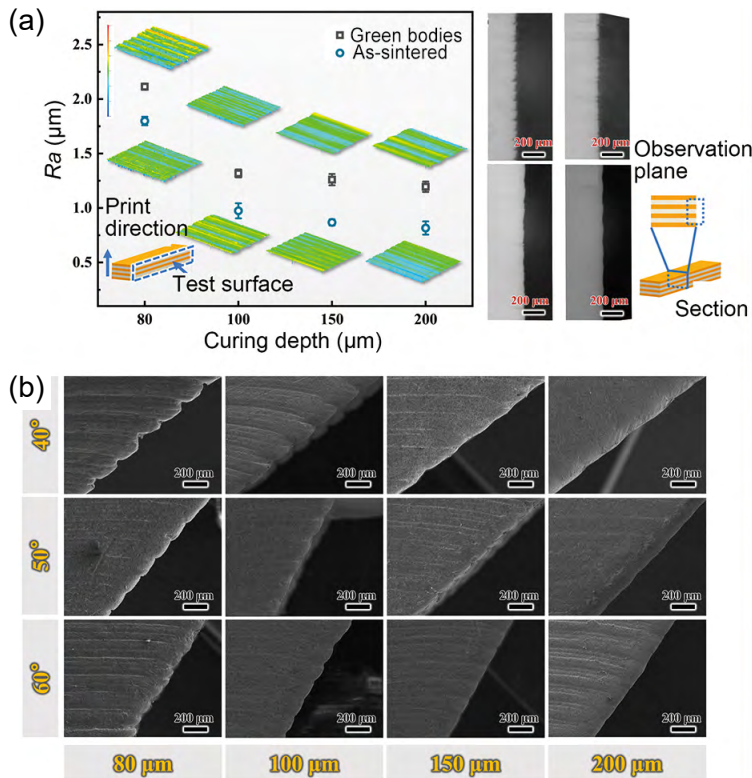 (a)
2.5
2.0
1.5
1.0
0.5
Ra (μm)
Green bodies
As-sintered
Print
direction
Test surface
80
100
150
200
Curing depth (μm)
200 μm
200 μm
200 μm
200 μm
Observation
plane
Section
(b)
40°
200 μm
200 μm
200 μm
200 μm
50°
200 μm
200 μm
200 μm
200 μm
60°
200 μm
200 μm
200 μm
200 μm
80 μm
100 μm
150 μm
200 μm